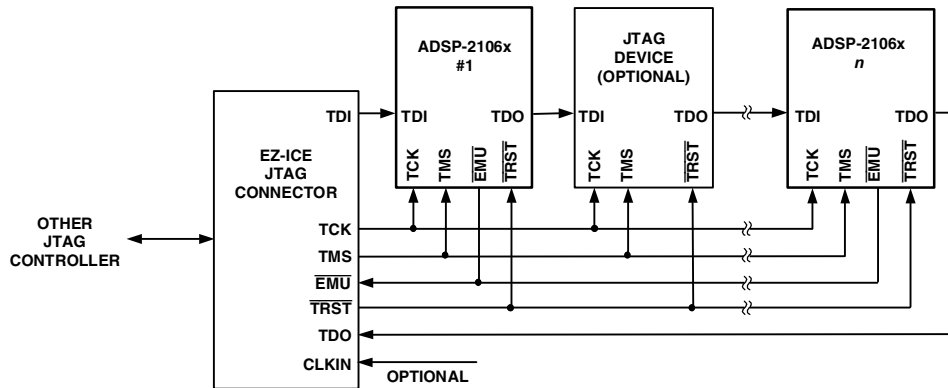 ADSP-2106x
#1
JTAG
DEVICE
(OPTIONAL)
ADSP-2106x
n
TDI
TDI
TDO
TDI
TDO
TDI
TDO
TCK
TMS
EMU
TRST
TCK
TMS
TRST
TCK
TMS
EMU
TRST
EZ-ICE
JTAG
CONNECTOR
OTHER
JTAG
CONTROLLER
TCK
TMS
EMU
TRST
TDO
CLKIN
OPTIONAL